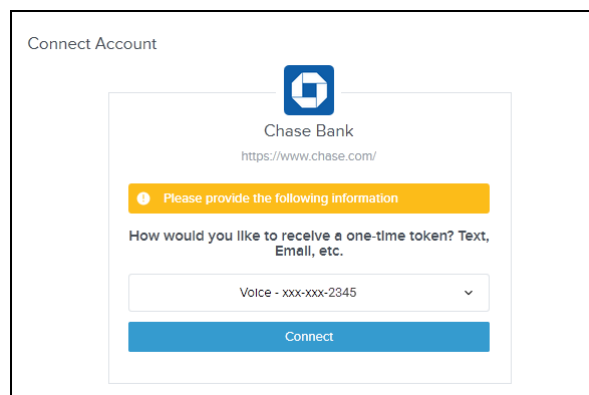 Connect Account
Chase Bank
https://www.chase.com/
Please provide the following information
How would you like to receive a one-time token? Text,
Email, etc.
Voice - xxx-xxx-2345
Connect